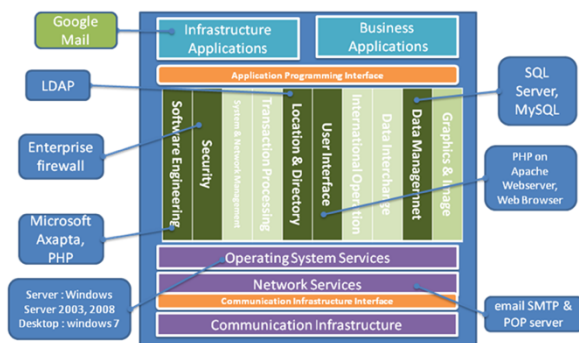 Google
Mail
Infrastructure
Applications
Business
Applications
Application Programming Interface
LDAP
Enterprise
firewall
Microsoft
Axapta,
PHP
Server : Windows
Server 2003, 2008
Desktop : windows 7
Software Engineering
Security
System & Network Management
Transaction Processing
Location & Directory
User Interface
International Operation
Data Interchange
Data Managemnet
Graphics & Image
SQL
Server,
MySQL
PHP on
Apache
Webserver,
Web Browser
email SMTP &
POP server
Operating System Services
Network Services
Communication Infrastructure Interface
Communication Infrastructure